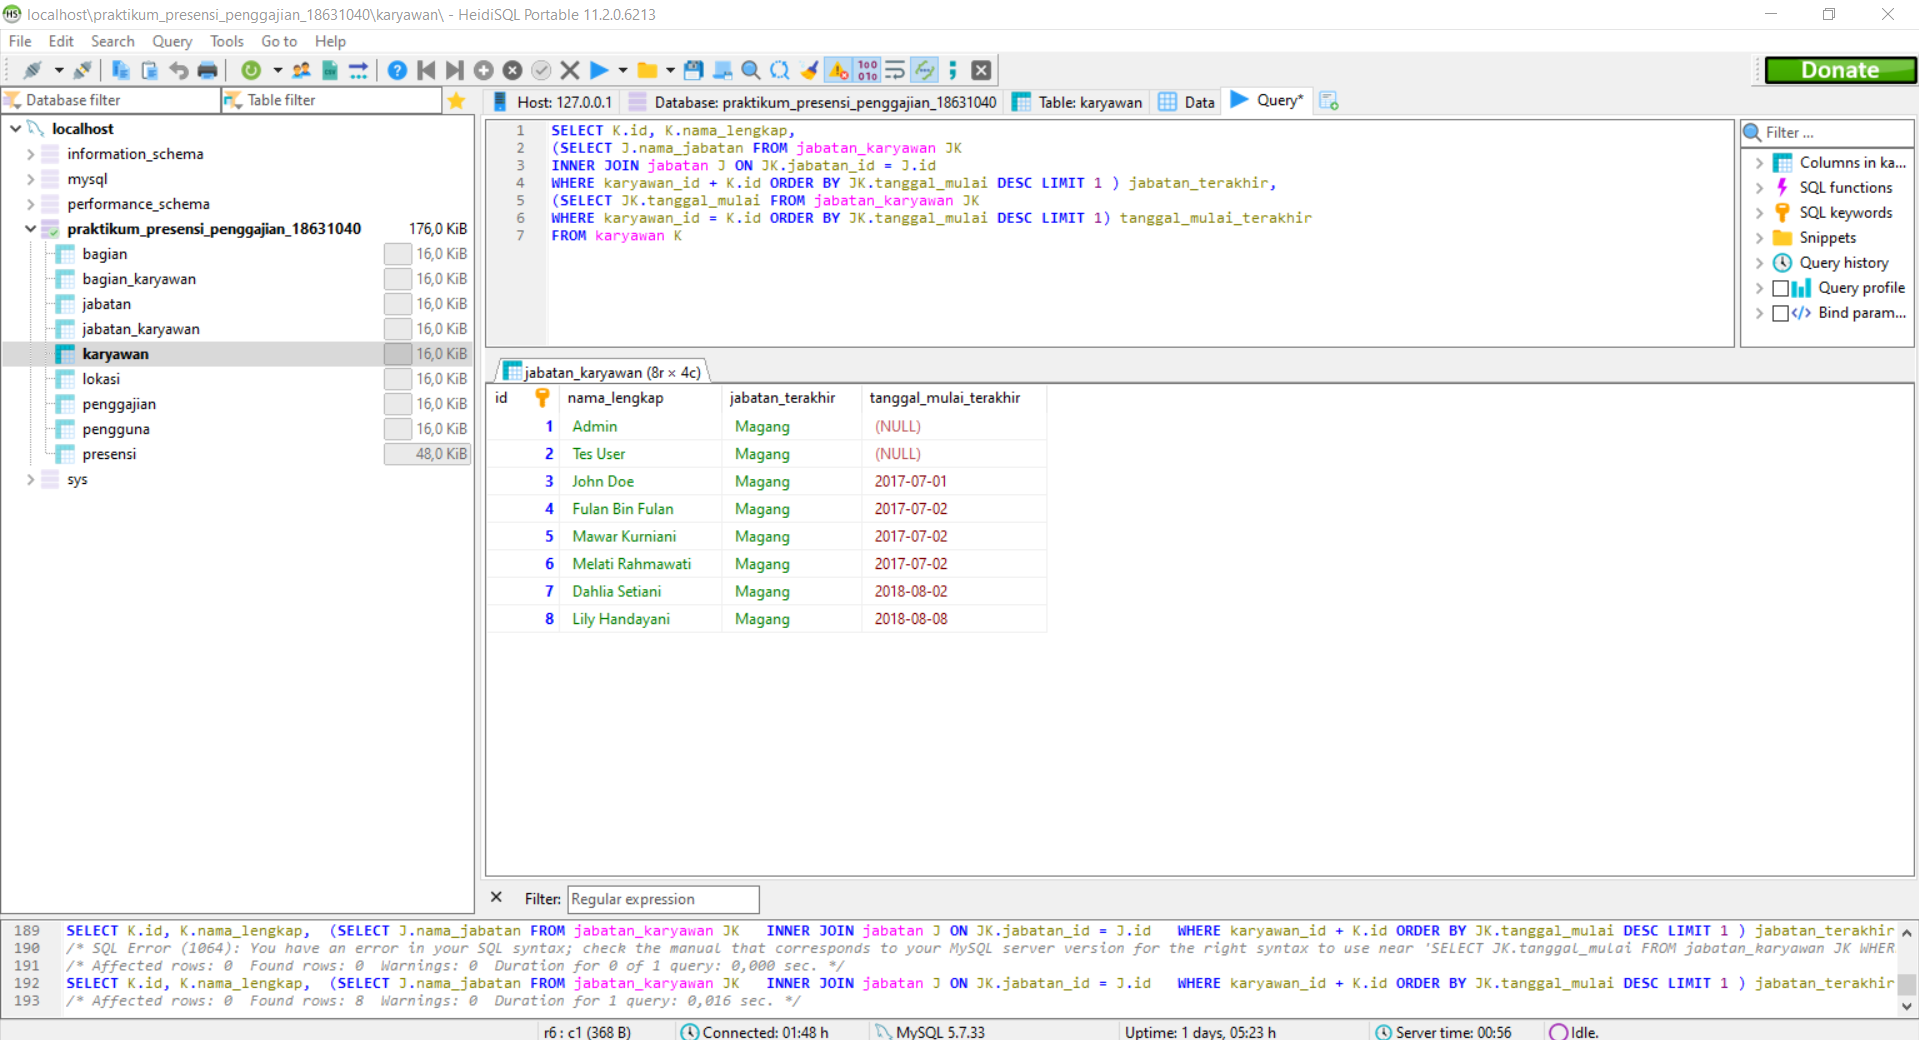 localhost\praktikum_presensi_penggajian_18631040\karyawan\ - HeidiSQL Portable 11.2.0.6213
File Edit Search Query Tools Go to Help
Donate
Database filter Table filter
Host: 127.0.0.1 Database: praktikum_presensi_penggajian_18631040 Table: karyawan Data Query*
localhost
information_schema
mysql
performance_schema
praktikum_presensi_penggajian_18631040 176,0 KiB
bagian 16,0 KiB
bagian_karyawan 16,0 KiB
jabatan 16,0 KiB
jabatan_karyawan 16,0 KiB
karyawan 16,0 KiB
lokasi 16,0 KiB
penggajian 16,0 KiB
pengguna 16,0 KiB
presensi 48,0 KiB
sys
1 SELECT K.id, K.nama_lengkap,
2 (SELECT J.nama_jabatan FROM jabatan_karyawan JK
3 INNER JOIN jabatan J ON JK.jabatan_id = J.id
4 WHERE karyawan_id + K.id ORDER BY JK.tanggal_mulai DESC LIMIT 1 ) jabatan_terakhir,
5 (SELECT JK.tanggal_mulai FROM jabatan_karyawan JK
6 WHERE karyawan_id = K.id ORDER BY JK.tanggal_mulai DESC LIMIT 1) tanggal_mulai_terakhir
7 FROM karyawan K
Filter ...
Columns in ka...
SQL functions
SQL keywords
Snippets
Query history
Query profile
Bind param...
jabatan_karyawan (8r × 4c)
id nama_lengkap jabatan_terakhir tanggal_mulai_terakhir
1 Admin Magang (NULL)
2 Tes User Magang (NULL)
3 John Doe Magang 2017-07-01
4 Fulan Bin Fulan Magang 2017-07-02
5 Mawar Kurniani Magang 2017-07-02
6 Melati Rahmawati Magang 2017-07-02
7 Dahlia Setiani Magang 2018-08-02
8 Lily Handayani Magang 2018-08-08
Filter: Regular expression
189 SELECT K.id, K.nama_lengkap, (SELECT J.nama_jabatan FROM jabatan_karyawan JK INNER JOIN jabatan J ON JK.jabatan_id = J.id WHERE karyawan_id + K.id ORDER BY JK.tanggal_mulai DESC LIMIT 1 ) jabatan_terakhir
190 /* SQL Error (1064): You have an error in your SQL syntax; check the manual that corresponds to your MySQL server version for the right syntax to use near 'SELECT JK.tanggal_mulai FROM jabatan_karyawan JK WHER
191 /* Affected rows: 0 Found rows: 0 Warnings: 0 Duration for 0 of 1 query: 0,000 sec. */
192 SELECT K.id, K.nama_lengkap, (SELECT J.nama_jabatan FROM jabatan_karyawan JK INNER JOIN jabatan J ON JK.jabatan_id = J.id WHERE karyawan_id + K.id ORDER BY JK.tanggal_mulai DESC LIMIT 1 ) jabatan_terakhir
193 /* Affected rows: 0 Found rows: 8 Warnings: 0 Duration for 1 query: 0,016 sec. */
r6 : c1 (368 B) Connected: 01:48 h MySQL 5.7.33 Uptime: 1 days, 05:23 h Server time: 00:56 Idle.